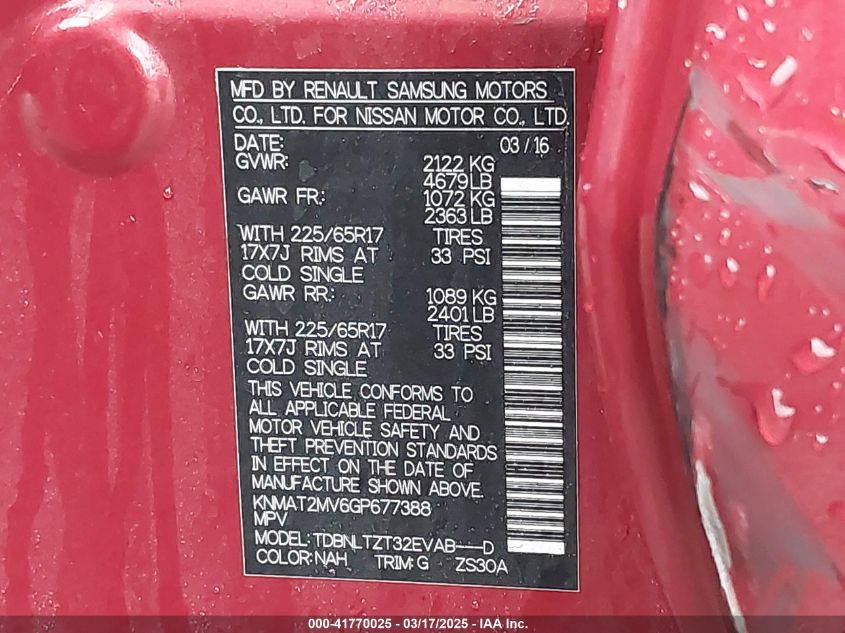 MFD BY RENAULT SAMSUNG MOTORS
CO., LTD. FOR NISSAN MOTOR CO., LTD.
DATE: 03/16
GVWR: 2122 KG
4679 LB
GAWR FR.: 1072 KG
2363 LB
WITH 225/65R17 TIRES
17X7J RIMS AT 33 PSI
COLD SINGLE
GAWR RR.: 1089 KG
2401 LB
WITH 225/65R17 TIRES
17X7J RIMS AT 33 PSI
COLD SINGLE
THIS VEHICLE CONFORMS TO
ALL APPLICABLE FEDERAL
MOTOR VEHICLE SAFETY AND
THEFT PREVENTION STANDARDS
IN EFFECT ON THE DATE OF
MANUFACTURE SHOWN ABOVE.
KNMAT2MV6GP677388
MPV
MODEL: TDBNLTZT32EVAB---D
COLOR:NAH TRIM:G ZS30A
000-41770025 - 03/17/2025 - IAA Inc.